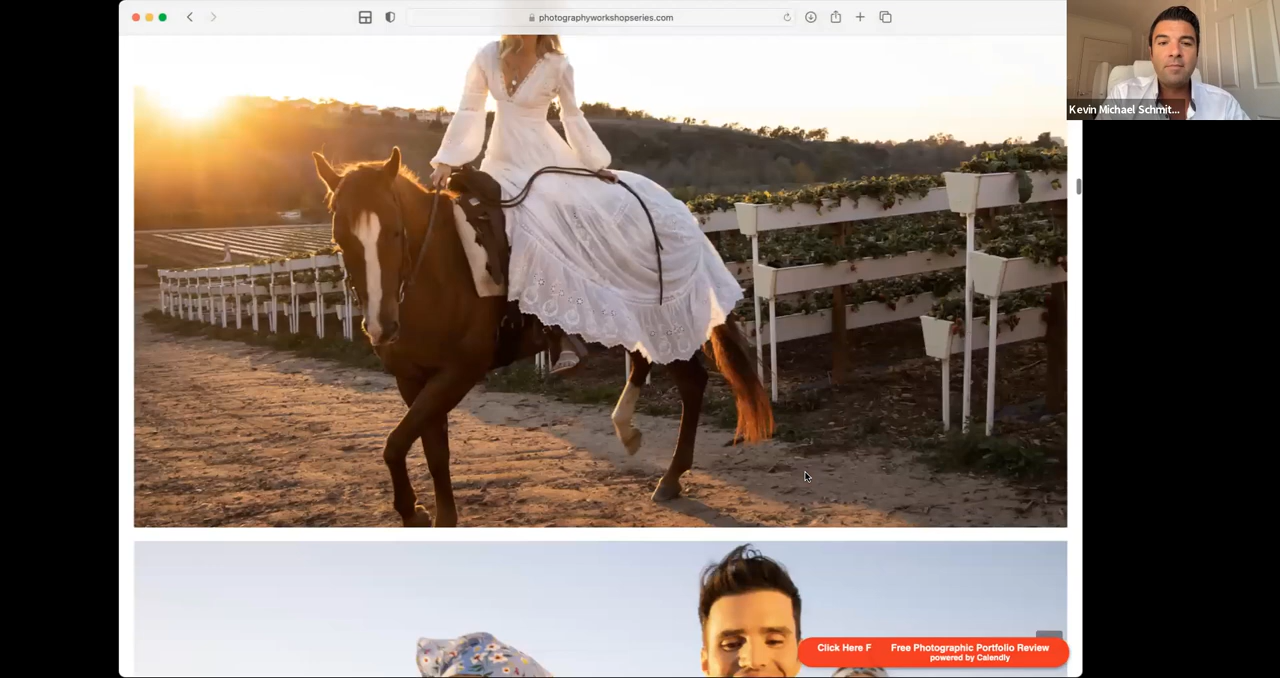 photographyworkshopseries.com
Kevin Michael Schmit...
Click Here F
Free Photographic Portfolio Review
powered by Calendly